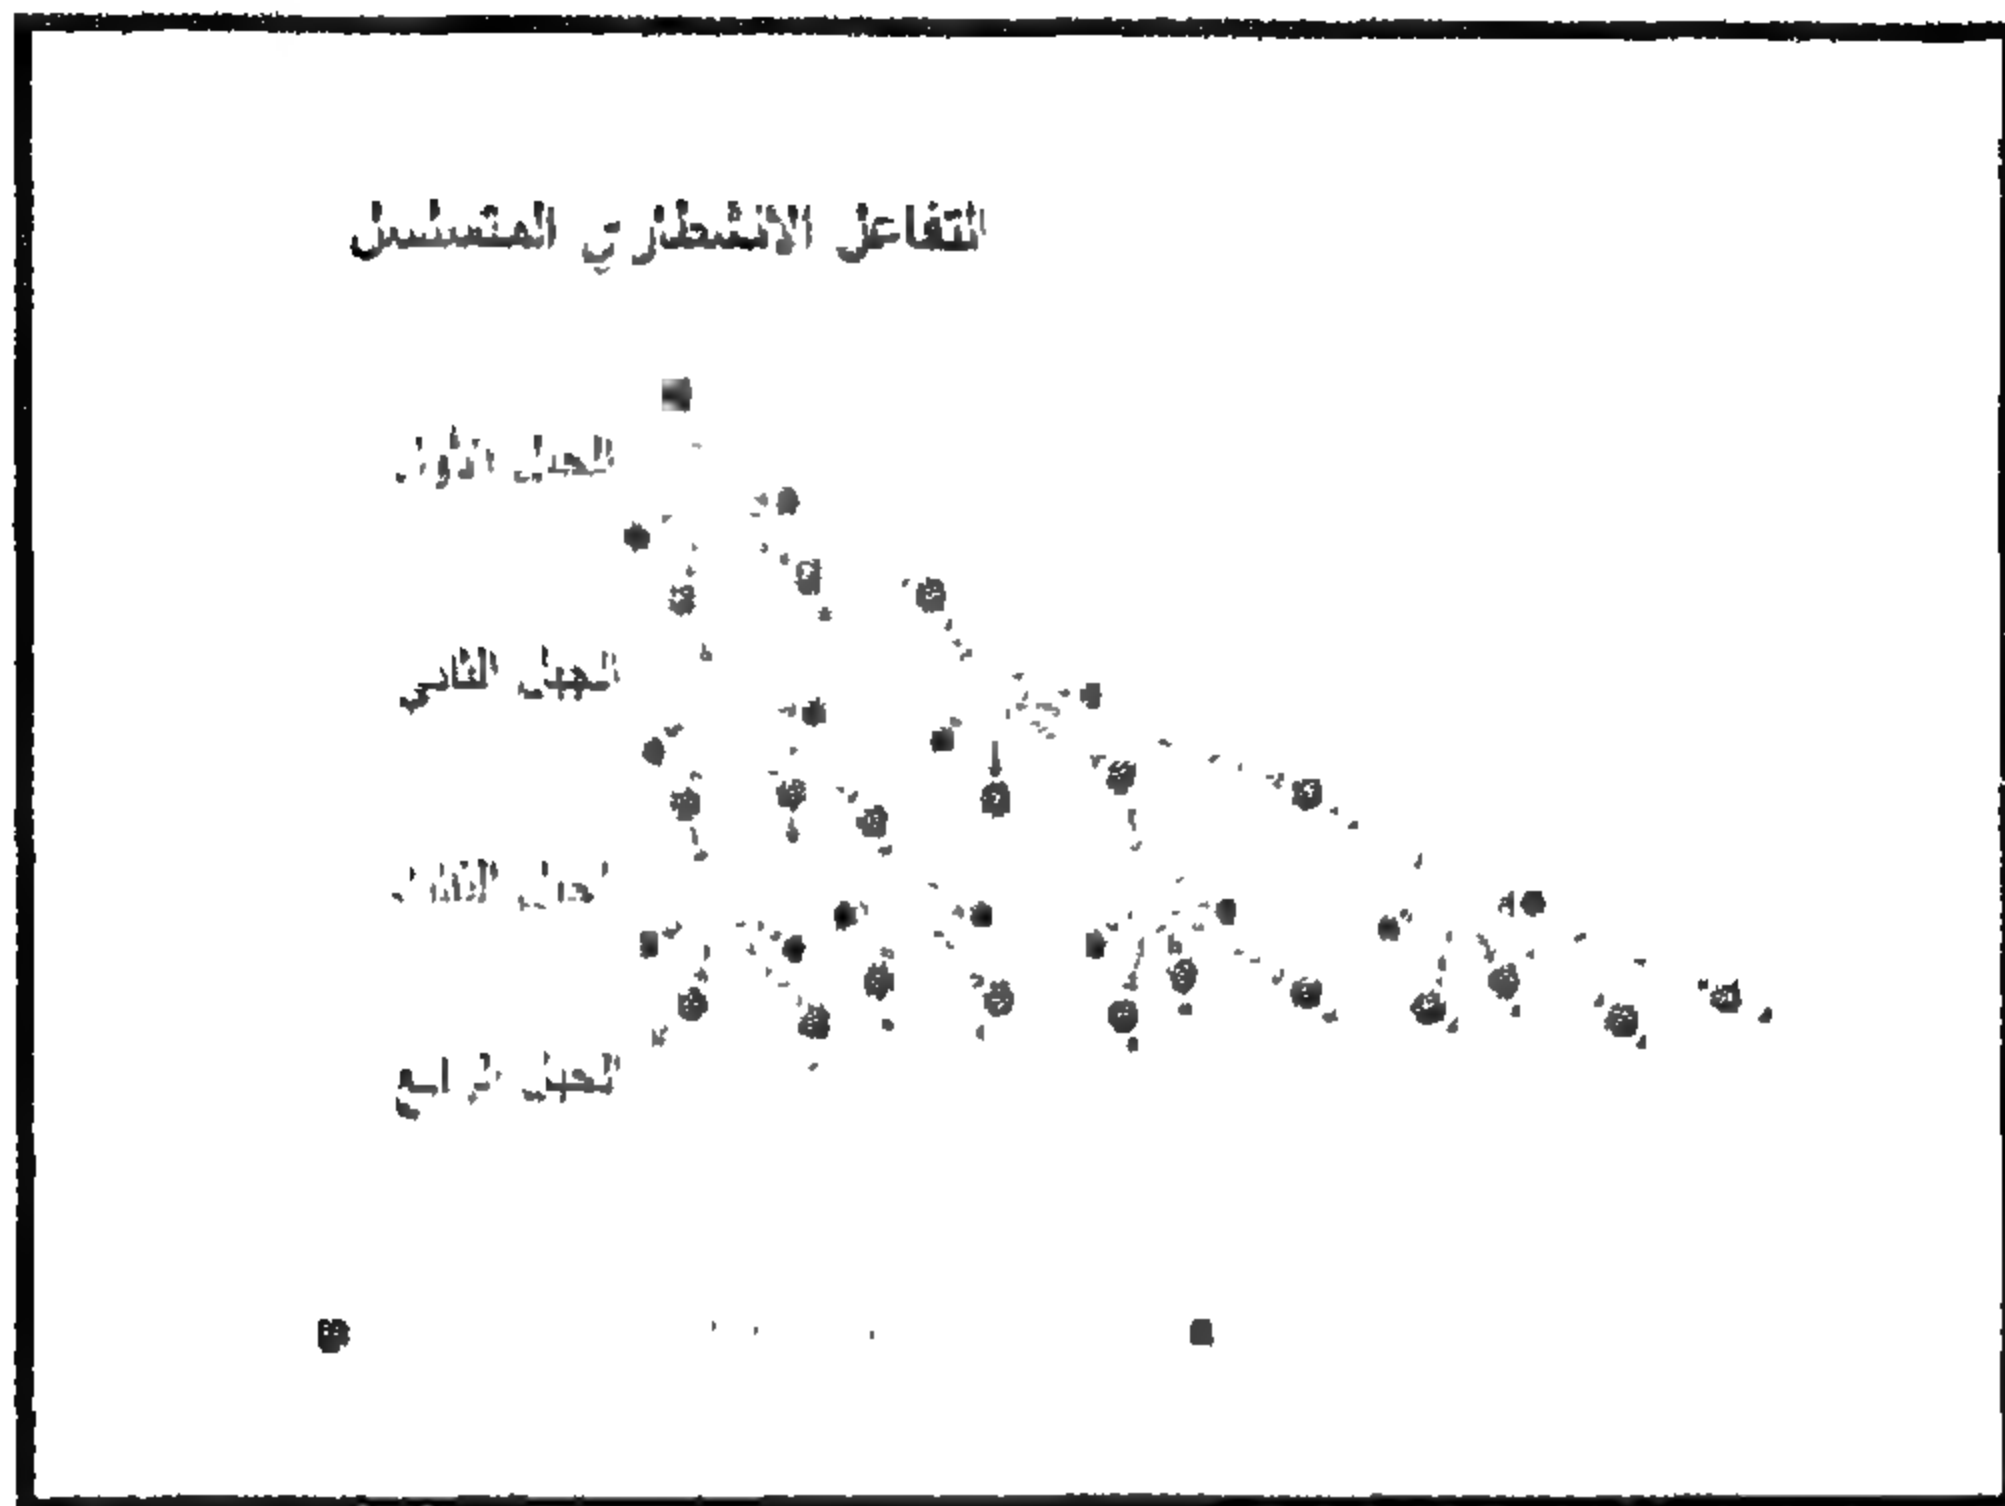 التفاعل الانشطاري المتسلسل
الجيل الأول
الجيل الثاني
الجيل الثالث
الجيل الرابع